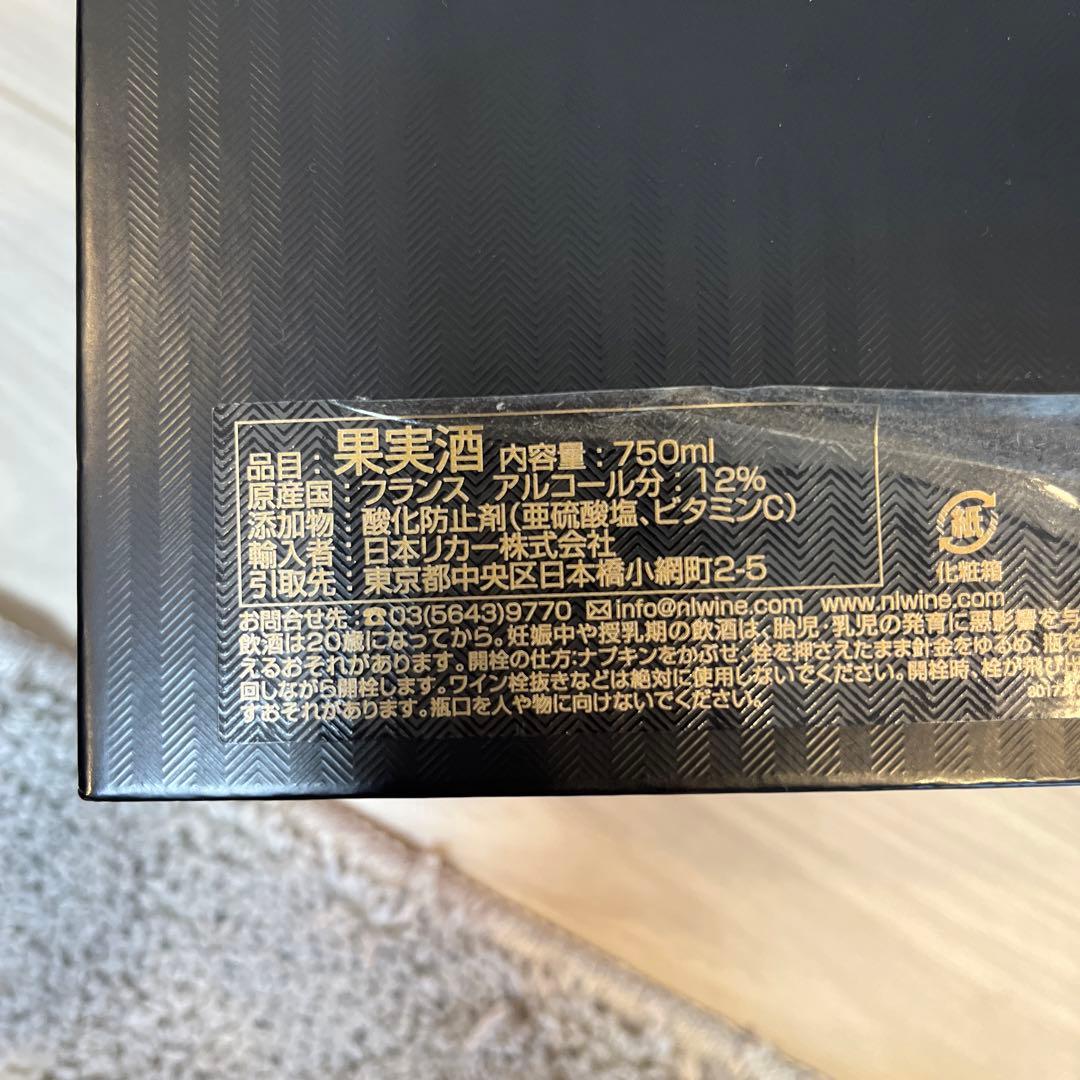 品目：果実酒 内容量：750ml
原産国：フランス アルコール分：12%
添加物：酸化防止剤(亜硫酸塩、ビタミンC)
輸入者：日本リカー株式会社
引取先：東京都中央区日本橋小網町2-5
紙
化粧箱
お問合せ先:☎03(5643)9770 ✉info@nlwine.com www.nlwine.com
飲酒は20歳になってから。妊娠中や授乳期の飲酒は、胎児・乳児の発育に悪影響を与
えるおそれがあります。開栓の仕方:ナプキンをかぶせ、栓を押さえたまま針金をゆるめ、瓶を
回しながら開栓します。ワイン栓抜きなどは絶対に使用しないでください。開栓時、栓が飛び出
すおそれがあります。瓶口を人や物に向けないでください。